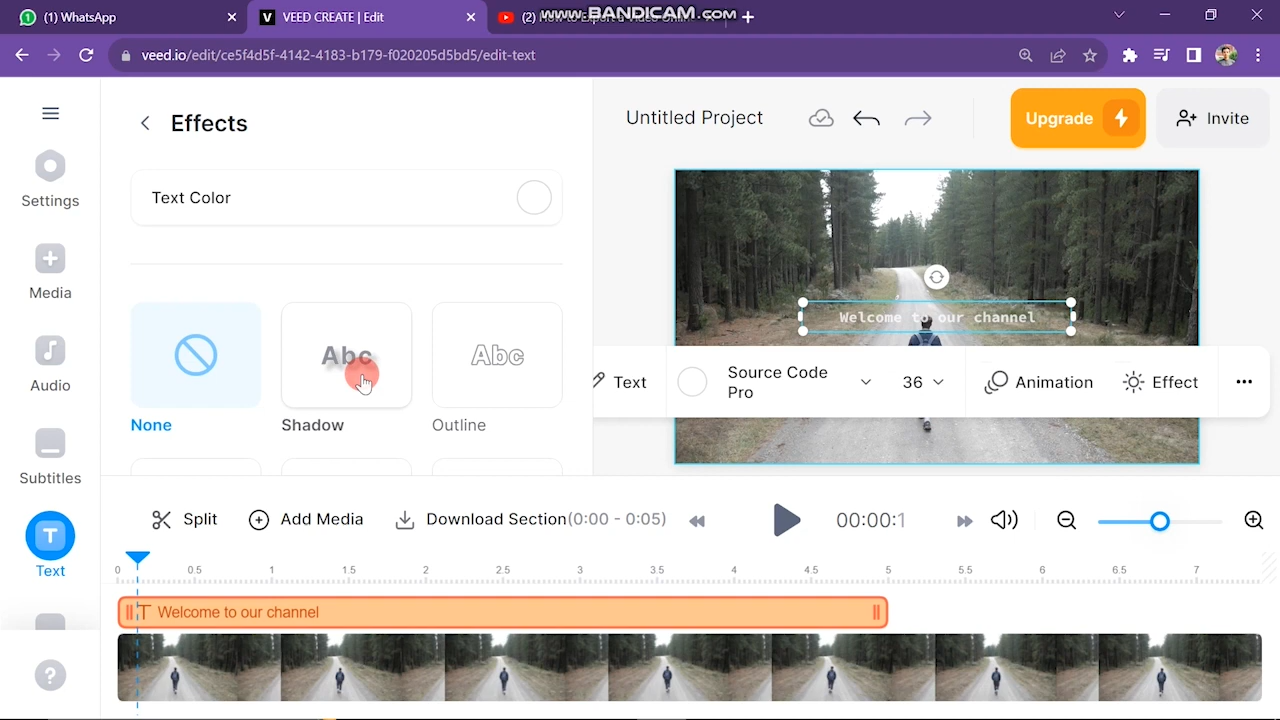 (1) WhatsApp
VEED CREATE | Edit
www.BANDICAM.com
veed.io/edit/ce5f4d5f-4142-4183-b179-f020205d5bd5/edit-text
Effects
Untitled Project
Upgrade
Invite
Settings
Text Color
Media
Welcome to our channel
Audio
Abc
Abc
Text
Source Code
Pro
36
Animation
Effect
None
Shadow
Outline
Subtitles
Split
Add Media
Download Section(0:00 - 0:05)
00:00:1
Text
0
0.5
1
1.5
2
2.5
3
3.5
4
4.5
5
5.5
6
6.5
7
T Welcome to our channel
?